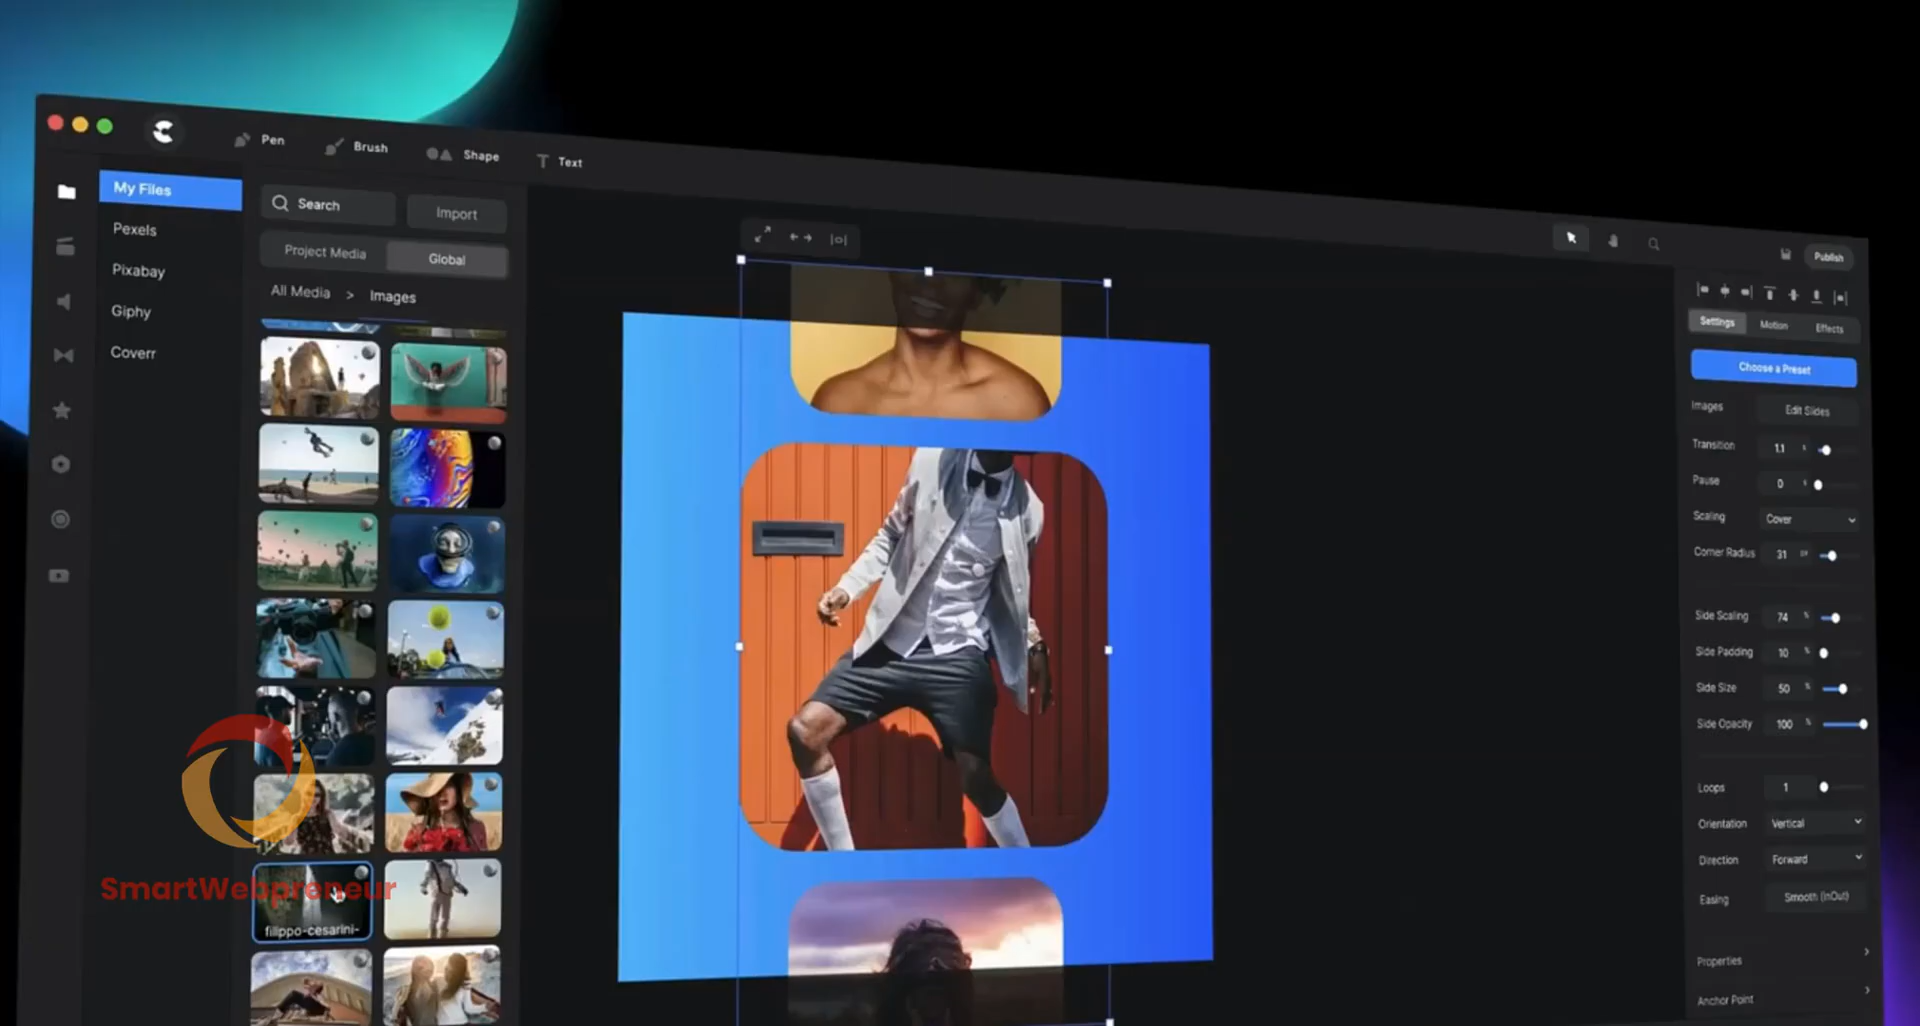 Pen
Brush
Shape
Text
My Files
Pexels
Pixabay
Giphy
Coverr
Search
Import
Project Media
Global
All Media > Images
filippo-cesarini-
SmartWebpreneur
Publish
Settings
Motion
Effects
Choose a Preset
Images
Edit Slides
Transition
1.1 s
Pause
0 s
Scaling
Cover
Corner Radius
31 px
Side Scaling
74 %
Side Padding
10 %
Side Size
50 %
Side Opacity
100 %
Loops
1
Orientation
Vertical
Direction
Forward
Easing
Smooth (InOut)
Properties
Anchor Point